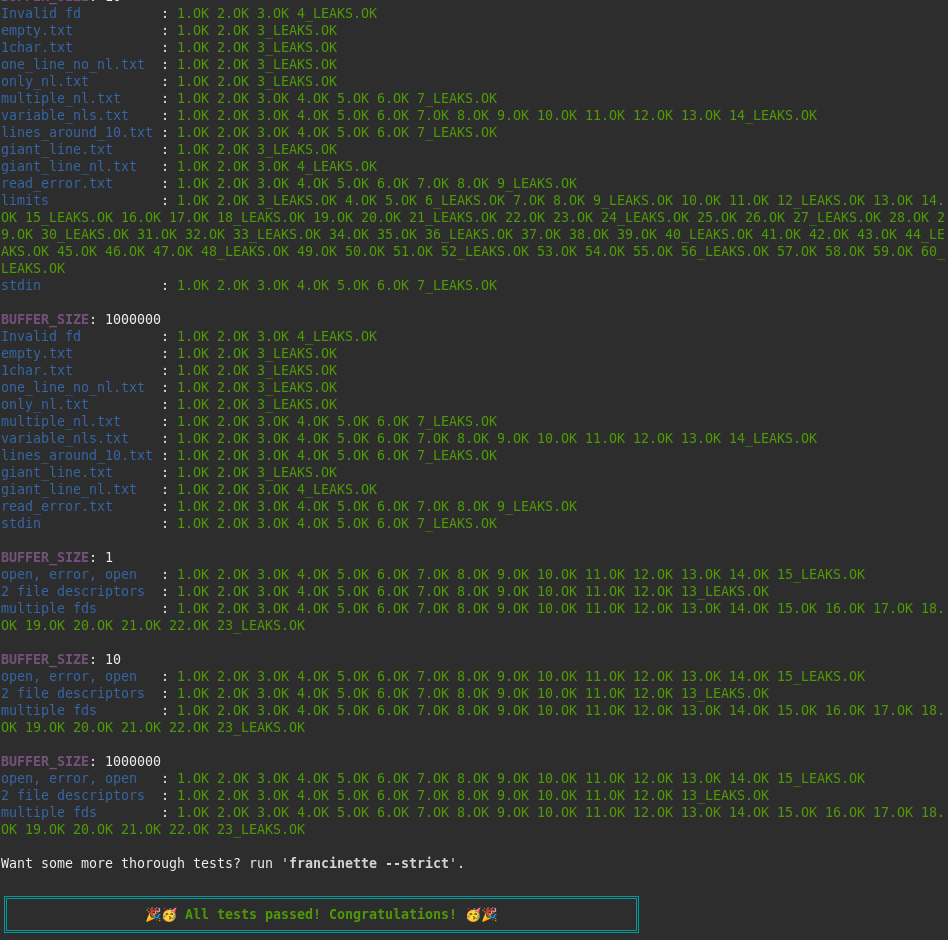 Invalid fd          : 1.OK 2.OK 3.OK 4_LEAKS.OK
empty.txt           : 1.OK 2.OK 3_LEAKS.OK
1char.txt           : 1.OK 2.OK 3_LEAKS.OK
one_line_no_nl.txt  : 1.OK 2.OK 3_LEAKS.OK
only_nl.txt         : 1.OK 2.OK 3_LEAKS.OK
multiple_nl.txt     : 1.OK 2.OK 3.OK 4.OK 5.OK 6.OK 7_LEAKS.OK
variable_nls.txt    : 1.OK 2.OK 3.OK 4.OK 5.OK 6.OK 7.OK 8.OK 9.OK 10.OK 11.OK 12.OK 13.OK 14_LEAKS.OK
lines_around_10.txt : 1.OK 2.OK 3.OK 4.OK 5.OK 6.OK 7_LEAKS.OK
giant_line.txt      : 1.OK 2.OK 3_LEAKS.OK
giant_line_nl.txt   : 1.OK 2.OK 3.OK 4_LEAKS.OK
read_error.txt      : 1.OK 2.OK 3.OK 4.OK 5.OK 6.OK 7.OK 8.OK 9_LEAKS.OK
limits              : 1.OK 2.OK 3_LEAKS.OK 4.OK 5.OK 6_LEAKS.OK 7.OK 8.OK 9_LEAKS.OK 10.OK 11.OK 12_LEAKS.OK 13.OK 14.
OK 15_LEAKS.OK 16.OK 17.OK 18_LEAKS.OK 19.OK 20.OK 21_LEAKS.OK 22.OK 23.OK 24_LEAKS.OK 25.OK 26.OK 27_LEAKS.OK 28.OK 2
9.OK 30_LEAKS.OK 31.OK 32.OK 33_LEAKS.OK 34.OK 35.OK 36_LEAKS.OK 37.OK 38.OK 39.OK 40_LEAKS.OK 41.OK 42.OK 43.OK 44_LE
AKS.OK 45.OK 46.OK 47.OK 48_LEAKS.OK 49.OK 50.OK 51.OK 52_LEAKS.OK 53.OK 54.OK 55.OK 56_LEAKS.OK 57.OK 58.OK 59.OK 60_
LEAKS.OK
stdin               : 1.OK 2.OK 3.OK 4.OK 5.OK 6.OK 7_LEAKS.OK
BUFFER_SIZE: 1000000
Invalid fd          : 1.OK 2.OK 3.OK 4_LEAKS.OK
empty.txt           : 1.OK 2.OK 3_LEAKS.OK
1char.txt           : 1.OK 2.OK 3_LEAKS.OK
one_line_no_nl.txt  : 1.OK 2.OK 3_LEAKS.OK
only_nl.txt         : 1.OK 2.OK 3_LEAKS.OK
multiple_nl.txt     : 1.OK 2.OK 3.OK 4.OK 5.OK 6.OK 7_LEAKS.OK
variable_nls.txt    : 1.OK 2.OK 3.OK 4.OK 5.OK 6.OK 7.OK 8.OK 9.OK 10.OK 11.OK 12.OK 13.OK 14_LEAKS.OK
lines_around_10.txt : 1.OK 2.OK 3.OK 4.OK 5.OK 6.OK 7_LEAKS.OK
giant_line.txt      : 1.OK 2.OK 3_LEAKS.OK
giant_line_nl.txt   : 1.OK 2.OK 3.OK 4_LEAKS.OK
read_error.txt      : 1.OK 2.OK 3.OK 4.OK 5.OK 6.OK 7.OK 8.OK 9_LEAKS.OK
stdin               : 1.OK 2.OK 3.OK 4.OK 5.OK 6.OK 7_LEAKS.OK
BUFFER_SIZE: 1
open, error, open   : 1.OK 2.OK 3.OK 4.OK 5.OK 6.OK 7.OK 8.OK 9.OK 10.OK 11.OK 12.OK 13.OK 14.OK 15_LEAKS.OK
2 file descriptors  : 1.OK 2.OK 3.OK 4.OK 5.OK 6.OK 7.OK 8.OK 9.OK 10.OK 11.OK 12.OK 13_LEAKS.OK
multiple fds        : 1.OK 2.OK 3.OK 4.OK 5.OK 6.OK 7.OK 8.OK 9.OK 10.OK 11.OK 12.OK 13.OK 14.OK 15.OK 16.OK 17.OK 18.
OK 19.OK 20.OK 21.OK 22.OK 23_LEAKS.OK
BUFFER_SIZE: 10
open, error, open   : 1.OK 2.OK 3.OK 4.OK 5.OK 6.OK 7.OK 8.OK 9.OK 10.OK 11.OK 12.OK 13.OK 14.OK 15_LEAKS.OK
2 file descriptors  : 1.OK 2.OK 3.OK 4.OK 5.OK 6.OK 7.OK 8.OK 9.OK 10.OK 11.OK 12.OK 13_LEAKS.OK
multiple fds        : 1.OK 2.OK 3.OK 4.OK 5.OK 6.OK 7.OK 8.OK 9.OK 10.OK 11.OK 12.OK 13.OK 14.OK 15.OK 16.OK 17.OK 18.
OK 19.OK 20.OK 21.OK 22.OK 23_LEAKS.OK
BUFFER_SIZE: 1000000
open, error, open   : 1.OK 2.OK 3.OK 4.OK 5.OK 6.OK 7.OK 8.OK 9.OK 10.OK 11.OK 12.OK 13.OK 14.OK 15_LEAKS.OK
2 file descriptors  : 1.OK 2.OK 3.OK 4.OK 5.OK 6.OK 7.OK 8.OK 9.OK 10.OK 11.OK 12.OK 13_LEAKS.OK
multiple fds        : 1.OK 2.OK 3.OK 4.OK 5.OK 6.OK 7.OK 8.OK 9.OK 10.OK 11.OK 12.OK 13.OK 14.OK 15.OK 16.OK 17.OK 18.
OK 19.OK 20.OK 21.OK 22.OK 23_LEAKS.OK
Want some more thorough tests? run 'francinette --strict'.
🎉🥳 All tests passed! Congratulations! 🥳🎉